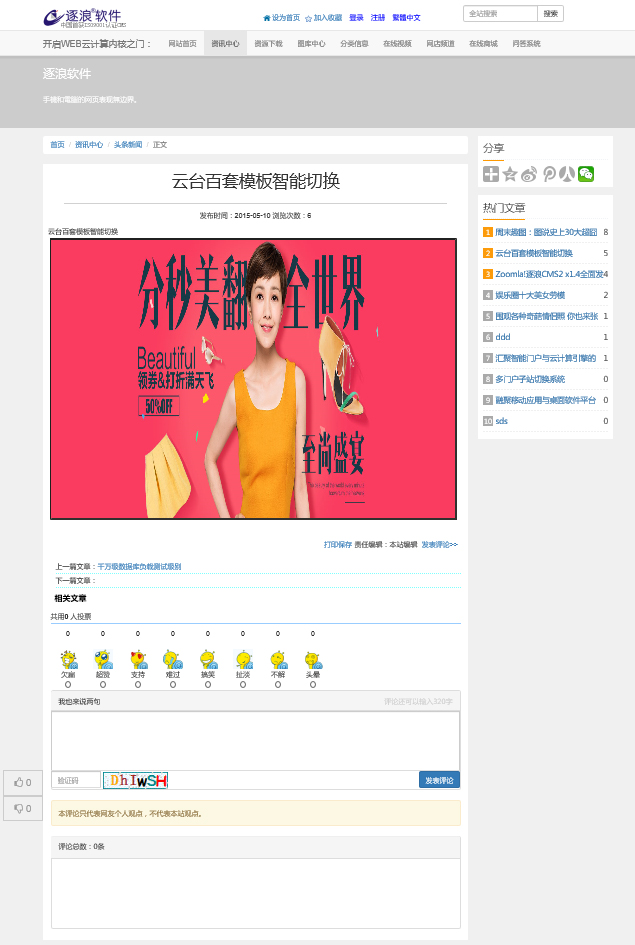 逐浪®软件
中国首获ISO9001认证CMS
设为首页 加入收藏 登录 注册 繁體中文
全站搜索 搜索
开启WEB云计算内核之门：
网站首页 资讯中心 资源下载 图库中心 分类信息 在线视频 网店频道 在线商城 问答系统
逐浪软件
手機和電腦的网页表現無边界。
首页 / 资讯中心 / 头条新闻 / 正文
云台百套模板智能切换
发布时间：2015-05-10 浏览次数：6
云台百套模板智能切换
分秒美翻全世界
Beautiful
领券&打折满天飞
50%OFF
至尚盛宴
打印保存 责任编辑：本站编辑 发表评论>>
上一篇文章：千万级数据库负载测试级别
下一篇文章：
相关文章
共用0 人投票
0 0 0 0 0 0 0 0
欠扁 超赞 支持 难过 搞笑 扯淡 不解 头晕
我也来说两句
评论还可以输入320字
验证码 DhIwSH 发表评论
本评论只代表网友个人观点，不代表本站观点。
评论总数：0条
0
0
分享
热门文章
1 周末趣图：图说史上30大超囧 8
2 云台百套模板智能切换 5
3 Zoomla!逐浪CMS2 x1.4全面发 4
4 娱乐圈十大美女劳模 2
5 围观各种奇葩情侣照 你也来张 1
6 ddd 1
7 汇聚智能门户与云计算引擎的 1
8 多门户子站切换系统 0
9 融聚移动应用与桌面软件平台 0
10 sds 0